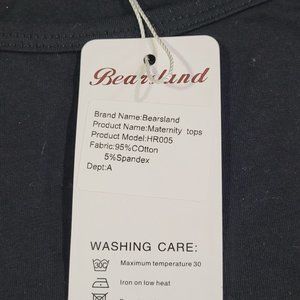 Bearsland
Brand Name:Bearsland
Product Name:Maternity tops
Product Model:HR005
Fabric:95%COtton
5%Spandex
Dept:A
WASHING CARE:
30C
Maximum temperature 30
Iron on low heat